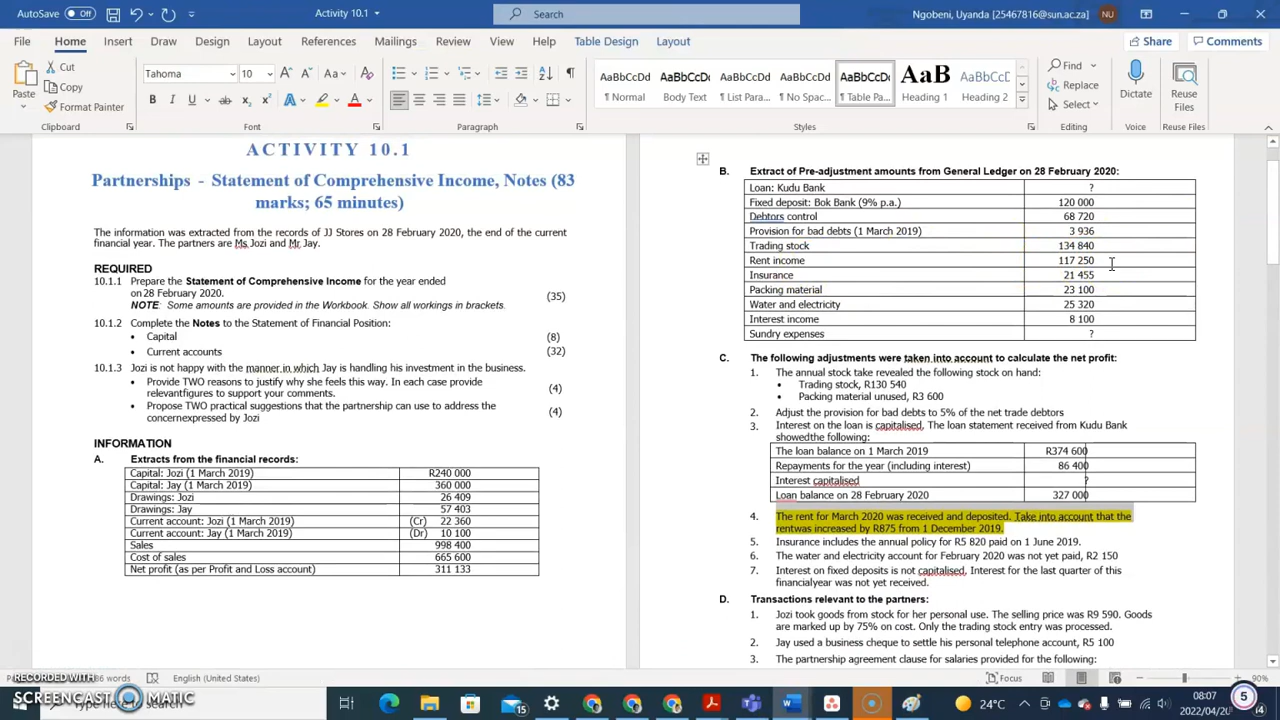 AutoSave Off
Activity 10.1
Search
Ngobeni, Uyanda [25467816@sun.ac.za]
NU
File Home Insert Draw Design Layout References Mailings Review View Help Table Design Layout
Share
Comments
Paste
Cut
Copy
Format Painter
Tahoma
10
AaBbCcDd
Normal
AaBbCcDd
Body Text
AaBbCcDd
List Para...
AaBbCcDd
No Spac...
AaBbCcDd
Table Pa...
AaB
Heading 1
AaBbCcDd
Heading 2
Find
Replace
Select
Dictate
Reuse
Files
Clipboard
Font
Paragraph
Styles
Editing
Voice
Reuse Files
ACTIVITY 10.1
Partnerships - Statement of Comprehensive Income, Notes (83
marks; 65 minutes)
The information was extracted from the records of JJ Stores on 28 February 2020, the end of the current
financial year. The partners are Ms Jozi and Mr Jay.
REQUIRED
10.1.1 Prepare the Statement of Comprehensive Income for the year ended
on 28 February 2020. (35)
NOTE: Some amounts are provided in the Workbook. Show all workings in brackets.
10.1.2 Complete the Notes to the Statement of Financial Position:
• Capital (8)
• Current accounts (32)
10.1.3 Jozi is not happy with the manner in which Jay is handling his investment in the business.
• Provide TWO reasons to justify why she feels this way. In each case provide
relevantfigures to support your comments. (4)
• Propose TWO practical suggestions that the partnership can use to address the
concernexpressed by Jozi (4)
INFORMATION
A. Extracts from the financial records:
Capital: Jozi (1 March 2019) R240 000
Capital: Jay (1 March 2019) 360 000
Drawings: Jozi 26 409
Drawings: Jay 57 403
Current account: Jozi (1 March 2019) (Cr) 22 360
Current account: Jay (1 March 2019) (Dr) 10 100
Sales 998 400
Cost of sales 665 600
Net profit (as per Profit and Loss account) 311 133
B. Extract of Pre-adjustment amounts from General Ledger on 28 February 2020:
Loan: Kudu Bank ?
Fixed deposit: Bok Bank (9% p.a.) 120 000
Debtors control 68 720
Provision for bad debts (1 March 2019) 3 936
Trading stock 134 840
Rent income 117 250
Insurance 21 455
Packing material 23 100
Water and electricity 25 320
Interest income 8 100
Sundry expenses ?
C. The following adjustments were taken into account to calculate the net profit:
1. The annual stock take revealed the following stock on hand:
• Trading stock, R130 540
• Packing material unused, R3 600
2. Adjust the provision for bad debts to 5% of the net trade debtors
3. Interest on the loan is capitalised. The loan statement received from Kudu Bank
showedthe following:
The loan balance on 1 March 2019 R374 600
Repayments for the year (including interest) 86 400
Interest capitalised ?
Loan balance on 28 February 2020 327 000
4. The rent for March 2020 was received and deposited. Take into account that the
rentwas increased by R875 from 1 December 2019.
5. Insurance includes the annual policy for R5 820 paid on 1 June 2019.
6. The water and electricity account for February 2020 was not yet paid, R2 150
7. Interest on fixed deposits is not capitalised. Interest for the last quarter of this
financialyear was not yet received.
D. Transactions relevant to the partners:
1. Jozi took goods from stock for her personal use. The selling price was R9 590. Goods
are marked up by 75% on cost. Only the trading stock entry was processed.
2. Jay used a business cheque to settle his personal telephone account, R5 100
3. The partnership agreement clause for salaries provided for the following:
English (United States)
Focus
90%
RECORDED WITH
SCREENCAST MATIC
15
24°C
08:07
2022/04/20
5